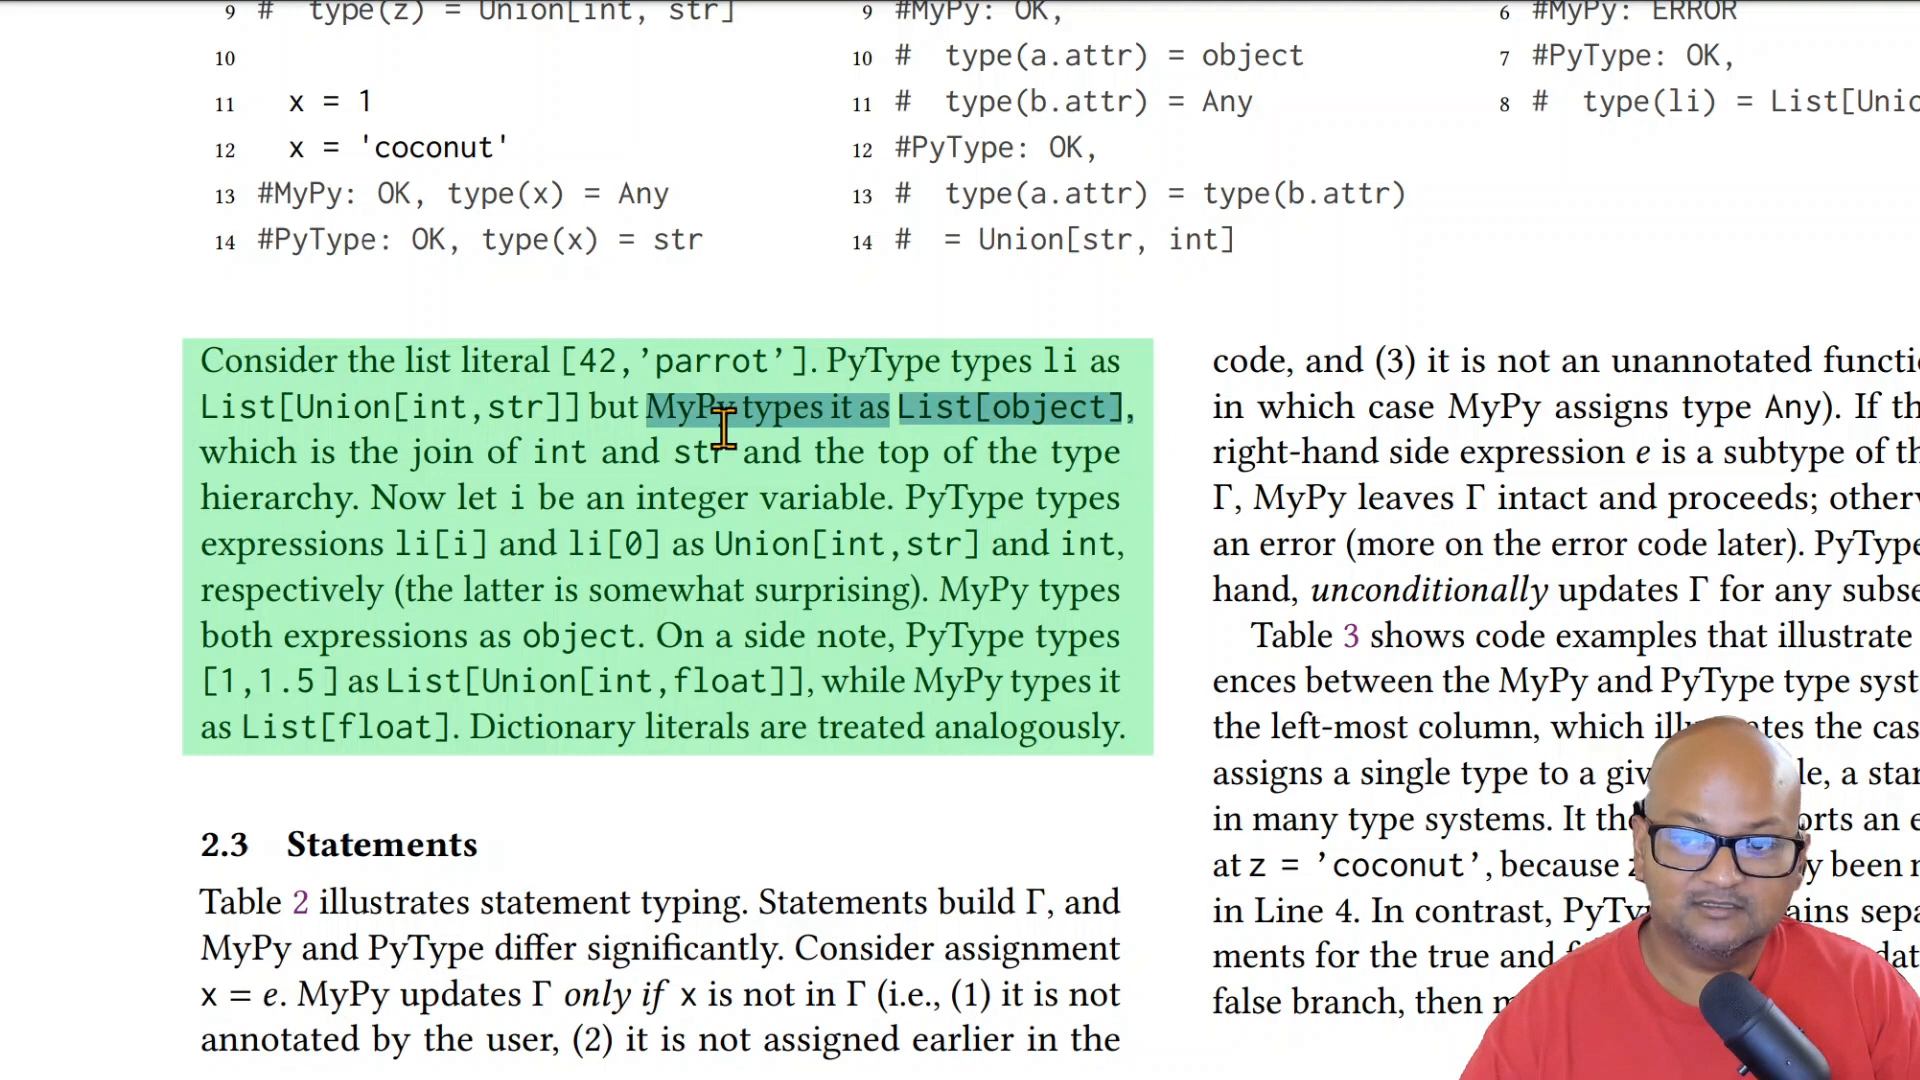 9 # type(z) = Union[int, str]
10
11 x = 1
12 x = 'coconut'
13 #MyPy: OK, type(x) = Any
14 #PyType: OK, type(x) = str
9 #MyPy: OK,
10 # type(a.attr) = object
11 # type(b.attr) = Any
12 #PyType: OK,
13 # type(a.attr) = type(b.attr)
14 # = Union[str, int]
6 #MyPy: ERROR
7 #PyType: OK,
8 # type(li) = List[Unio
Consider the list literal [42,’parrot’]. PyType types li as
List[Union[int,str]] but MyPy types it as List[object],
which is the join of int and str and the top of the type
hierarchy. Now let i be an integer variable. PyType types
expressions li[i] and li[0] as Union[int,str] and int,
respectively (the latter is somewhat surprising). MyPy types
both expressions as object. On a side note, PyType types
[1,1.5] as List[Union[int,float]], while MyPy types it
as List[float]. Dictionary literals are treated analogously.
2.3 Statements
Table 2 illustrates statement typing. Statements build Γ, and
MyPy and PyType differ significantly. Consider assignment
x = e. MyPy updates Γ only if x is not in Γ (i.e., (1) it is not
annotated by the user, (2) it is not assigned earlier in the
code, and (3) it is not an unannotated functi
in which case MyPy assigns type Any). If th
right-hand side expression e is a subtype of th
Γ, MyPy leaves Γ intact and proceeds; otherw
an error (more on the error code later). PyType
hand, unconditionally updates Γ for any subse
Table 3 shows code examples that illustrate
ences between the MyPy and PyType type syst
the left-most column, which illu tes the cas
assigns a single type to a giv le, a stan
in many type systems. It th orts an e
at z = ’coconut’, because y been
in Line 4. In contrast, PyTy ains sepa
ments for the true and dat
false branch, then